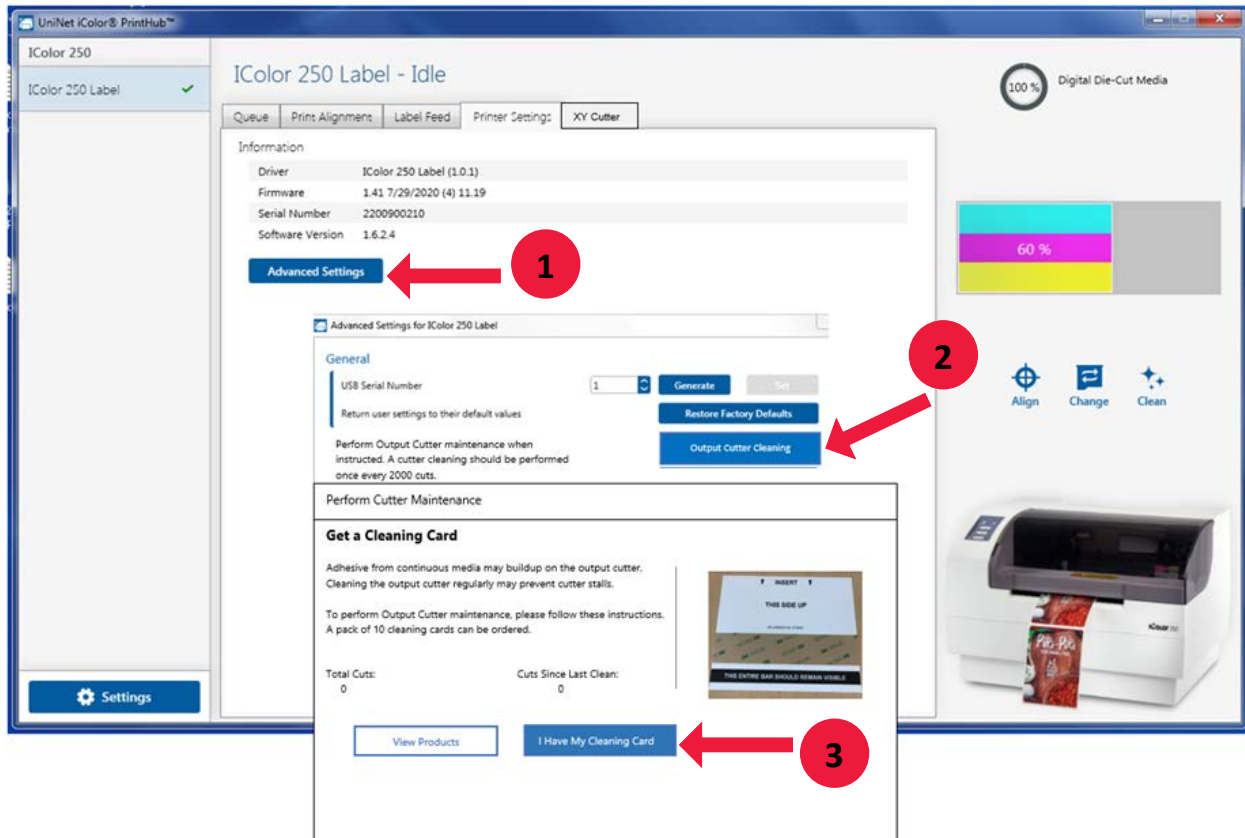 UniNet iColor® PrintHub™
IColor 250
IColor 250 Label
IColor 250 Label - Idle
Queue
Print Alignment
Label Feed
Printer Settings
XY Cutter
Information
Driver IColor 250 Label (1.0.1)
Firmware 1.41 7/29/2020 (4) 11.19
Serial Number 2200900210
Software Version 1.6.2.4
Advanced Settings
1
Advanced Settings for IColor 250 Label
General
USB Serial Number 1 Generate Set
Return user settings to their default values Restore Factory Defaults
Perform Output Cutter maintenance when
instructed. A cutter cleaning should be performed
once every 2000 cuts.
Output Cutter Cleaning
2
Perform Cutter Maintenance
Get a Cleaning Card
Adhesive from continuous media may buildup on the output cutter.
Cleaning the output cutter regularly may prevent cutter stalls.
To perform Output Cutter maintenance, please follow these instructions.
A pack of 10 cleaning cards can be ordered.
Total Cuts: Cuts Since Last Clean:
0 0
INSERT
THIS SIDE UP
THIS ENTIRE BAR SHOULD REMAIN VISIBLE
View Products
I Have My Cleaning Card
3
100 %
Digital Die-Cut Media
60 %
Align
Change
Clean
Settings